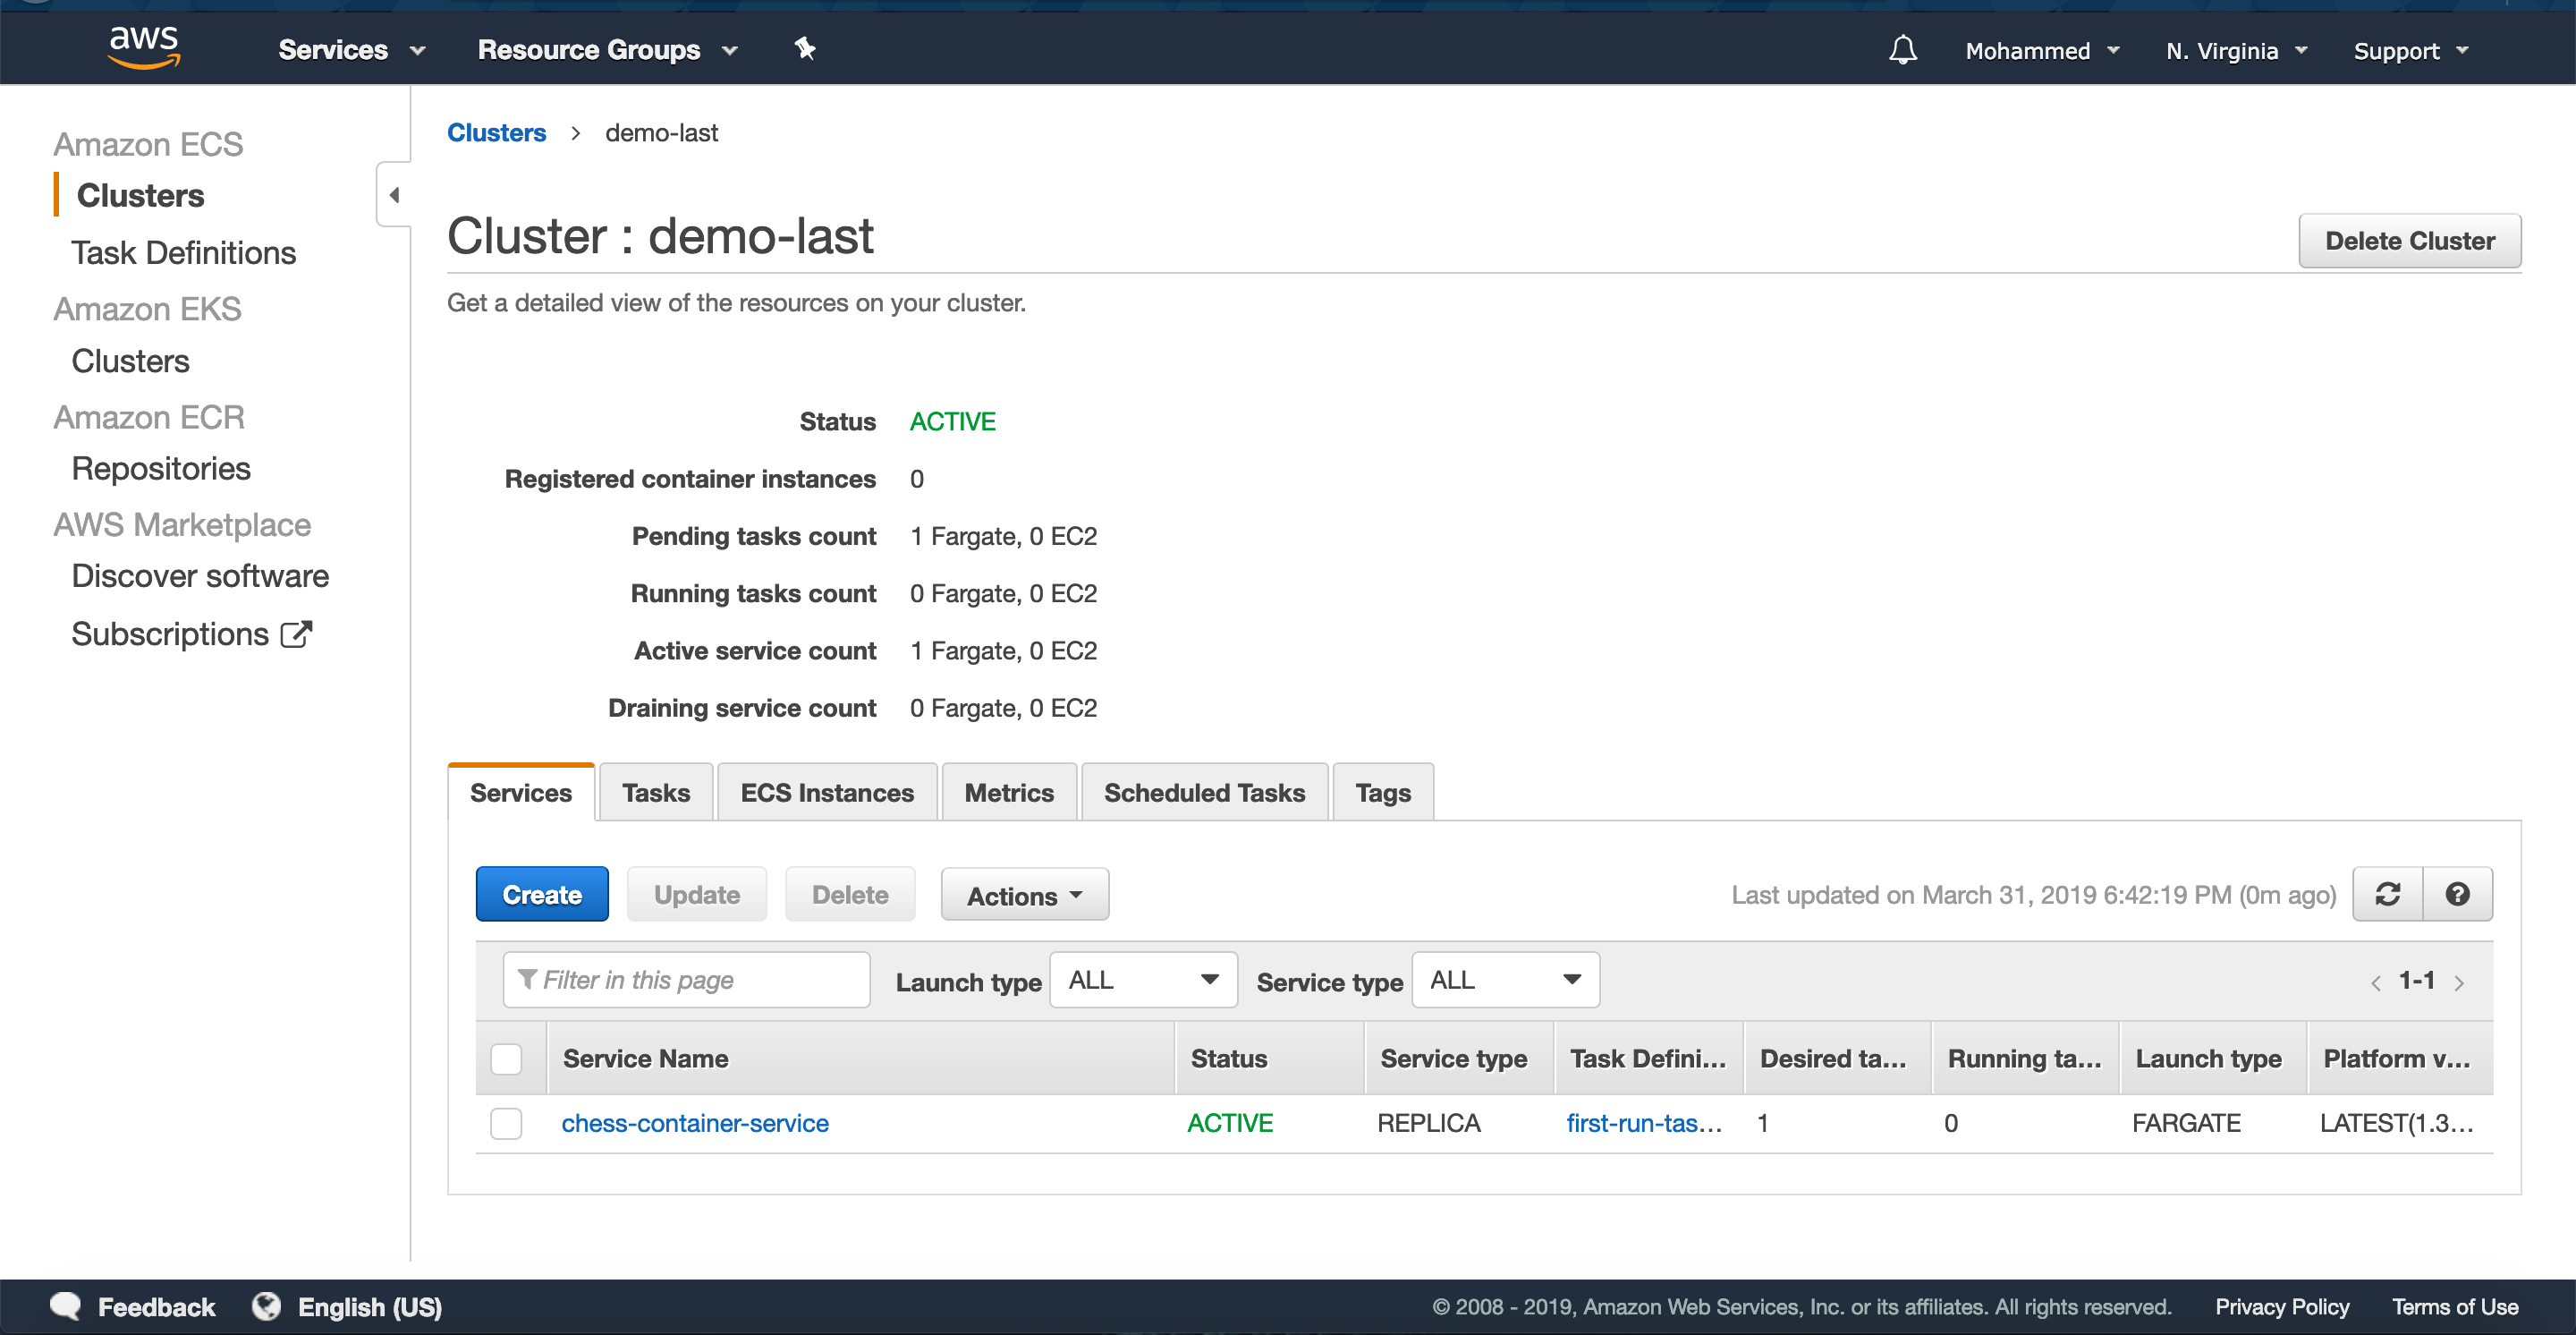 aws Services Resource Groups Mohammed N. Virginia Support
Amazon ECS
Clusters
Task Definitions
Amazon EKS
Clusters
Amazon ECR
Repositories
AWS Marketplace
Discover software
Subscriptions
Clusters > demo-last
Cluster : demo-last
Delete Cluster
Get a detailed view of the resources on your cluster.
Status ACTIVE
Registered container instances 0
Pending tasks count 1 Fargate, 0 EC2
Running tasks count 0 Fargate, 0 EC2
Active service count 1 Fargate, 0 EC2
Draining service count 0 Fargate, 0 EC2
Services Tasks ECS Instances Metrics Scheduled Tasks Tags
Create Update Delete Actions Last updated on March 31, 2019 6:42:19 PM (0m ago)
Filter in this page Launch type ALL Service type ALL < 1-1 >
Service Name Status Service type Task Defini... Desired ta... Running ta... Launch type Platform v...
chess-container-service ACTIVE REPLICA first-run-tas... 1 0 FARGATE LATEST(1.3...
Feedback English (US) © 2008 - 2019, Amazon Web Services, Inc. or its affiliates. All rights reserved. Privacy Policy Terms of Use